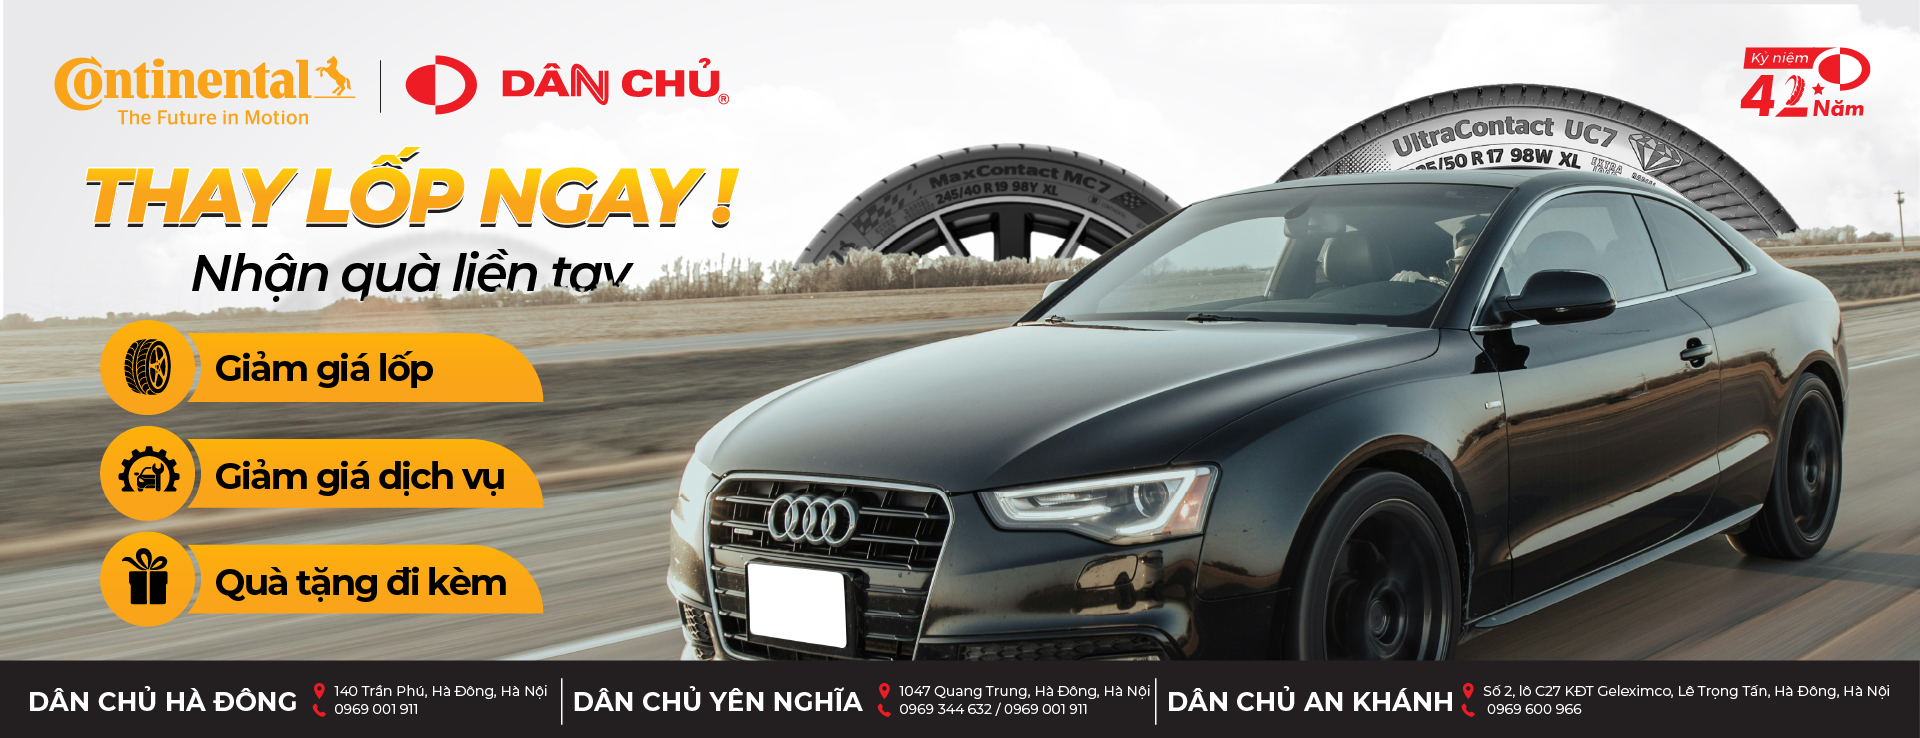 Continental
The Future in Motion
DÂN CHỦ®
Kỷ niệm
42 Năm
THAY LỐP NGAY !
Nhận quà liền tay
MaxContact MC7
245/40 R 19 98Y XL
UltraContact UC7
/50 R 17 98W XL
EXTRA
Giảm giá lốp
Giảm giá dịch vụ
Quà tặng đi kèm
DÂN CHỦ HÀ ĐÔNG
140 Trần Phú, Hà Đông, Hà Nội
0969 001 911
DÂN CHỦ YÊN NGHĨA
1047 Quang Trung, Hà Đông, Hà Nội
0969 344 632 / 0969 001 911
DÂN CHỦ AN KHÁNH
Số 2, lô C27 KĐT Geleximco, Lê Trọng Tấn, Hà Đông, Hà Nội
0969 600 966